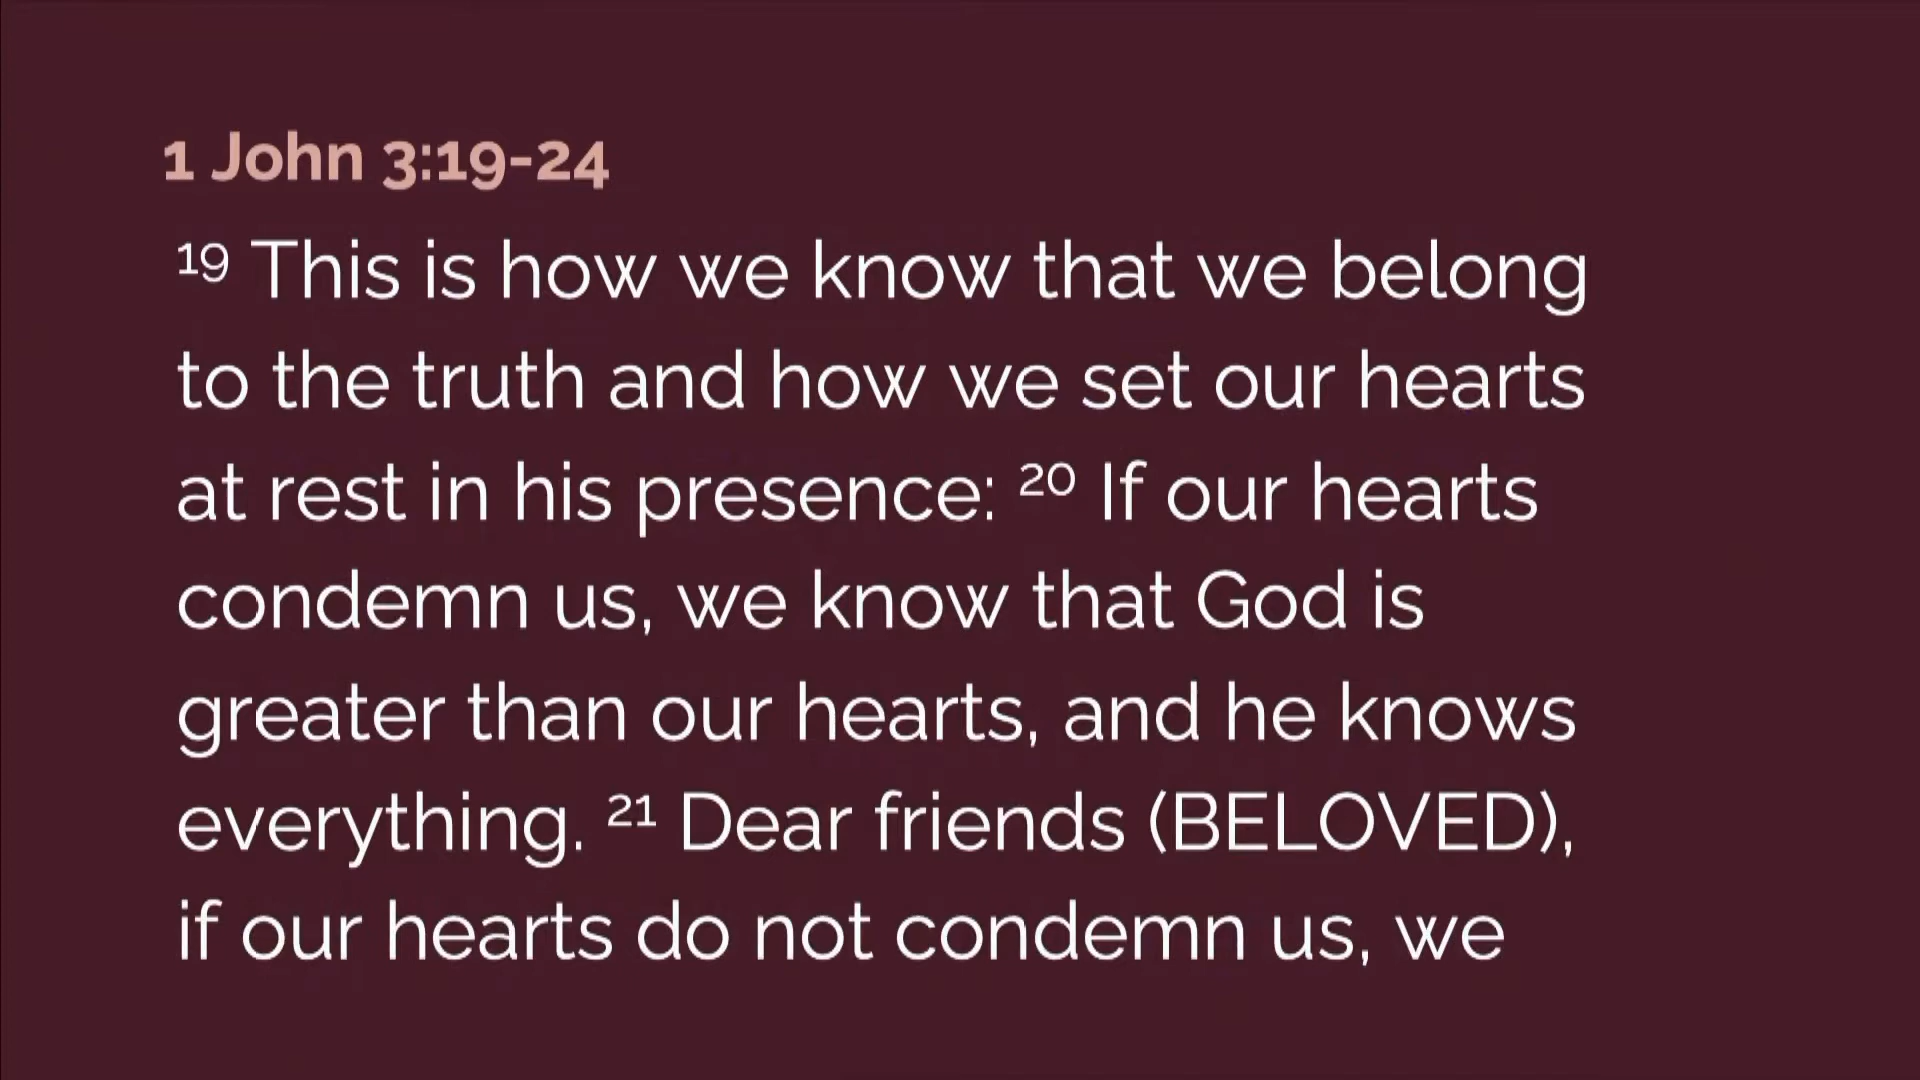 1 John 3:19-24
19 This is how we know that we belong
to the truth and how we set our hearts
at rest in his presence: 20 If our hearts
condemn us, we know that God is
greater than our hearts, and he knows
everything. 21 Dear friends (BELOVED),
if our hearts do not condemn us, we